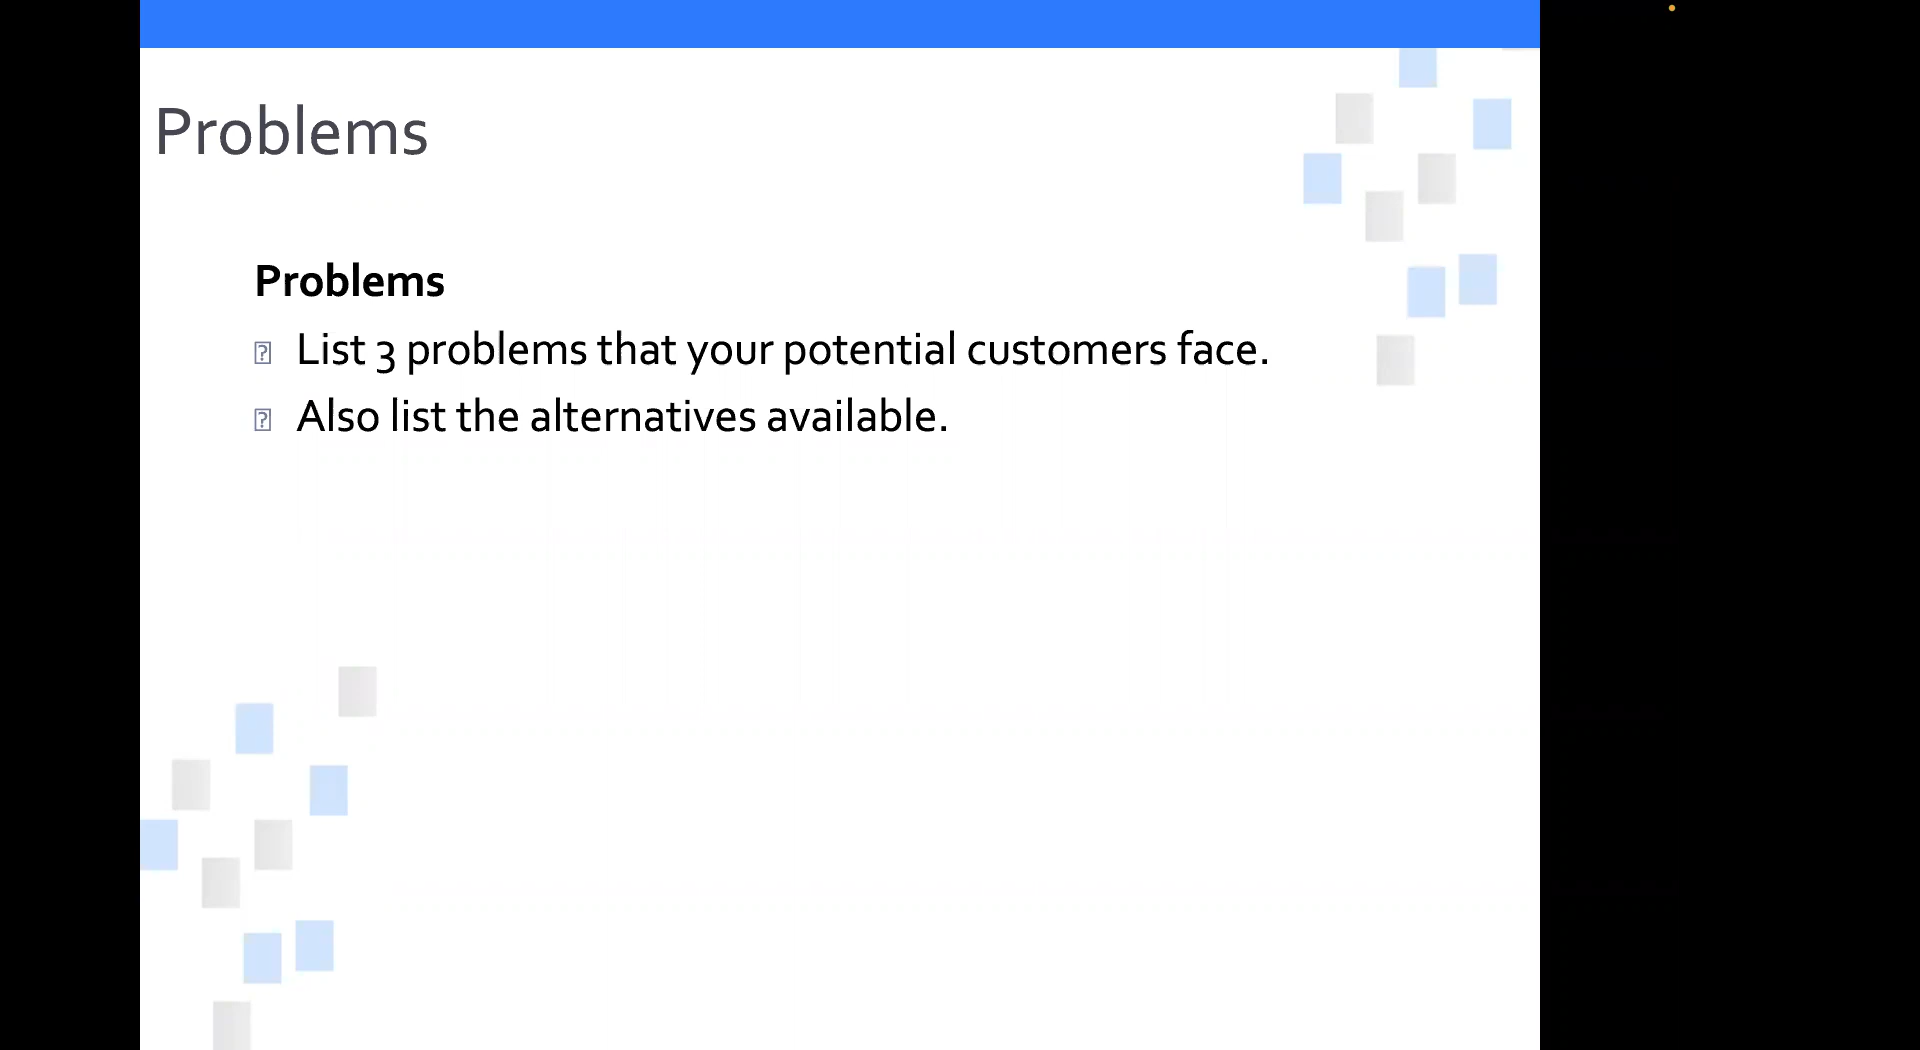 Problems
Problems
List 3 problems that your potential customers face.
Also list the alternatives available.